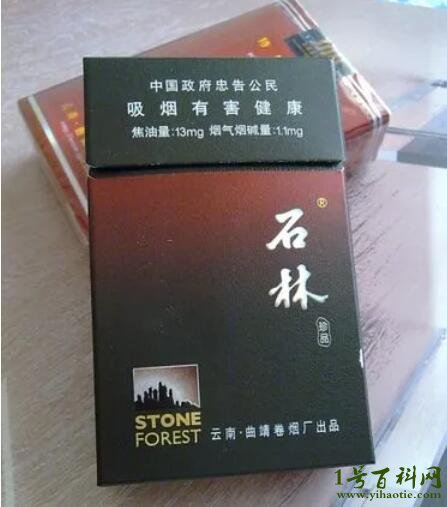 中国政府忠告公民
吸烟有害健康
焦油量:13mg 烟气烟碱量:1.1mg
石林®
珍品
STONE
FOREST
云南·曲靖卷烟厂出品
1号百科网
www.yihaotie.com